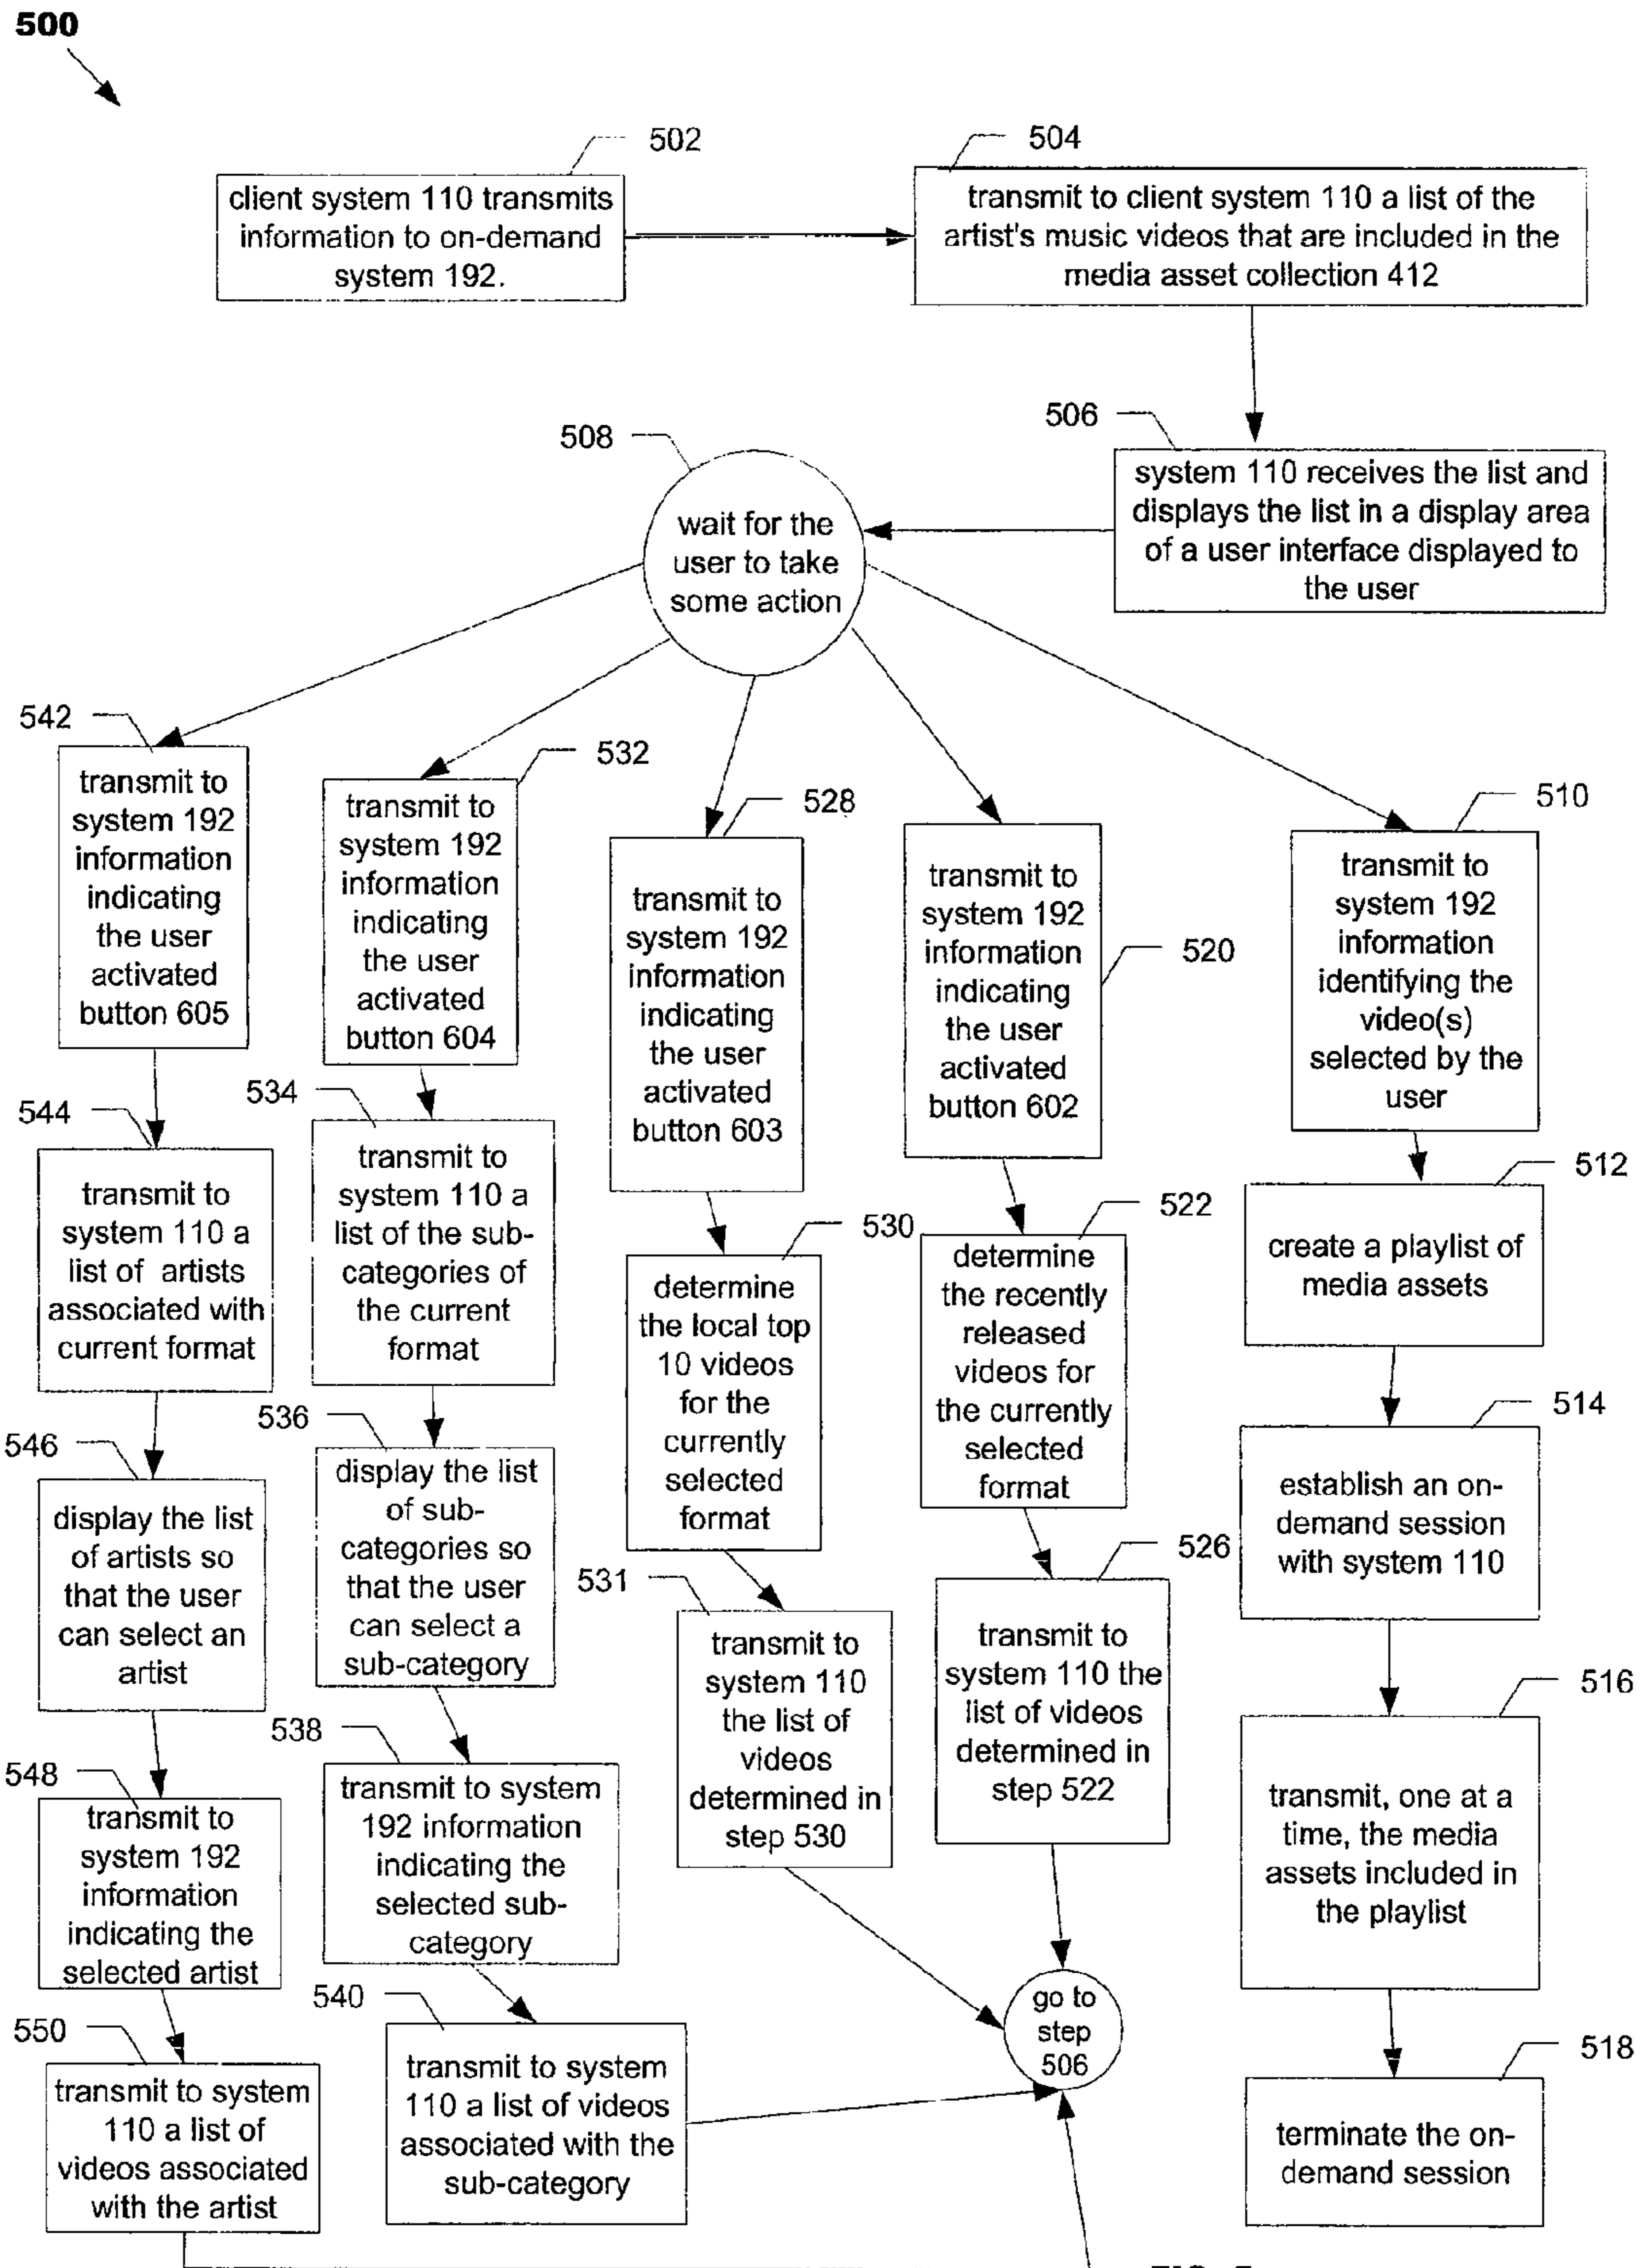 500
502
client system 110 transmits
information to on-demand
system 192.
504
transmit to client system 110 a list of the
artist's music videos that are included in the
media asset collection 412
506
system 110 receives the list and
displays the list in a display area
of a user interface displayed to
the user
508
wait for the
user to take
some action
542
transmit to
system 192
information
indicating
the user
activated
button 605
544
transmit to
system 110 a
list of artists
associated with
current format
546
display the list
of artists so
that the user
can select an
artist
548
transmit to
system 192
information
indicating the
selected artist
550
transmit to system
110 a list of
videos associated
with the artist
532
transmit to
system 192
information
indicating
the user
activated
button 604
534
transmit to
system 110 a
list of the sub-
categories of
the current
format
536
display the list
of sub-
categories so
that the user
can select a
sub-category
538
transmit to system
192 information
indicating the
selected sub-
category
540
transmit to system
110 a list of videos
associated with the
sub-category
528
transmit to
system 192
information
indicating
the user
activated
button 603
530
determine
the local top
10 videos
for the
currently
selected
format
531
transmit to
system 110
the list of
videos
determined in
step 530
520
transmit to
system 192
information
indicating
the user
activated
button 602
522
determine
the recently
released
videos for
the currently
selected
format
526
transmit to
system 110 the
list of videos
determined in
step 522
go to
step
506
510
transmit to
system 192
information
identifying the
video(s)
selected by the
user
512
create a playlist of
media assets
514
establish an on-
demand session
with system 110
516
transmit, one at a
time, the media
assets included in
the playlist
518
terminate the on-
demand session